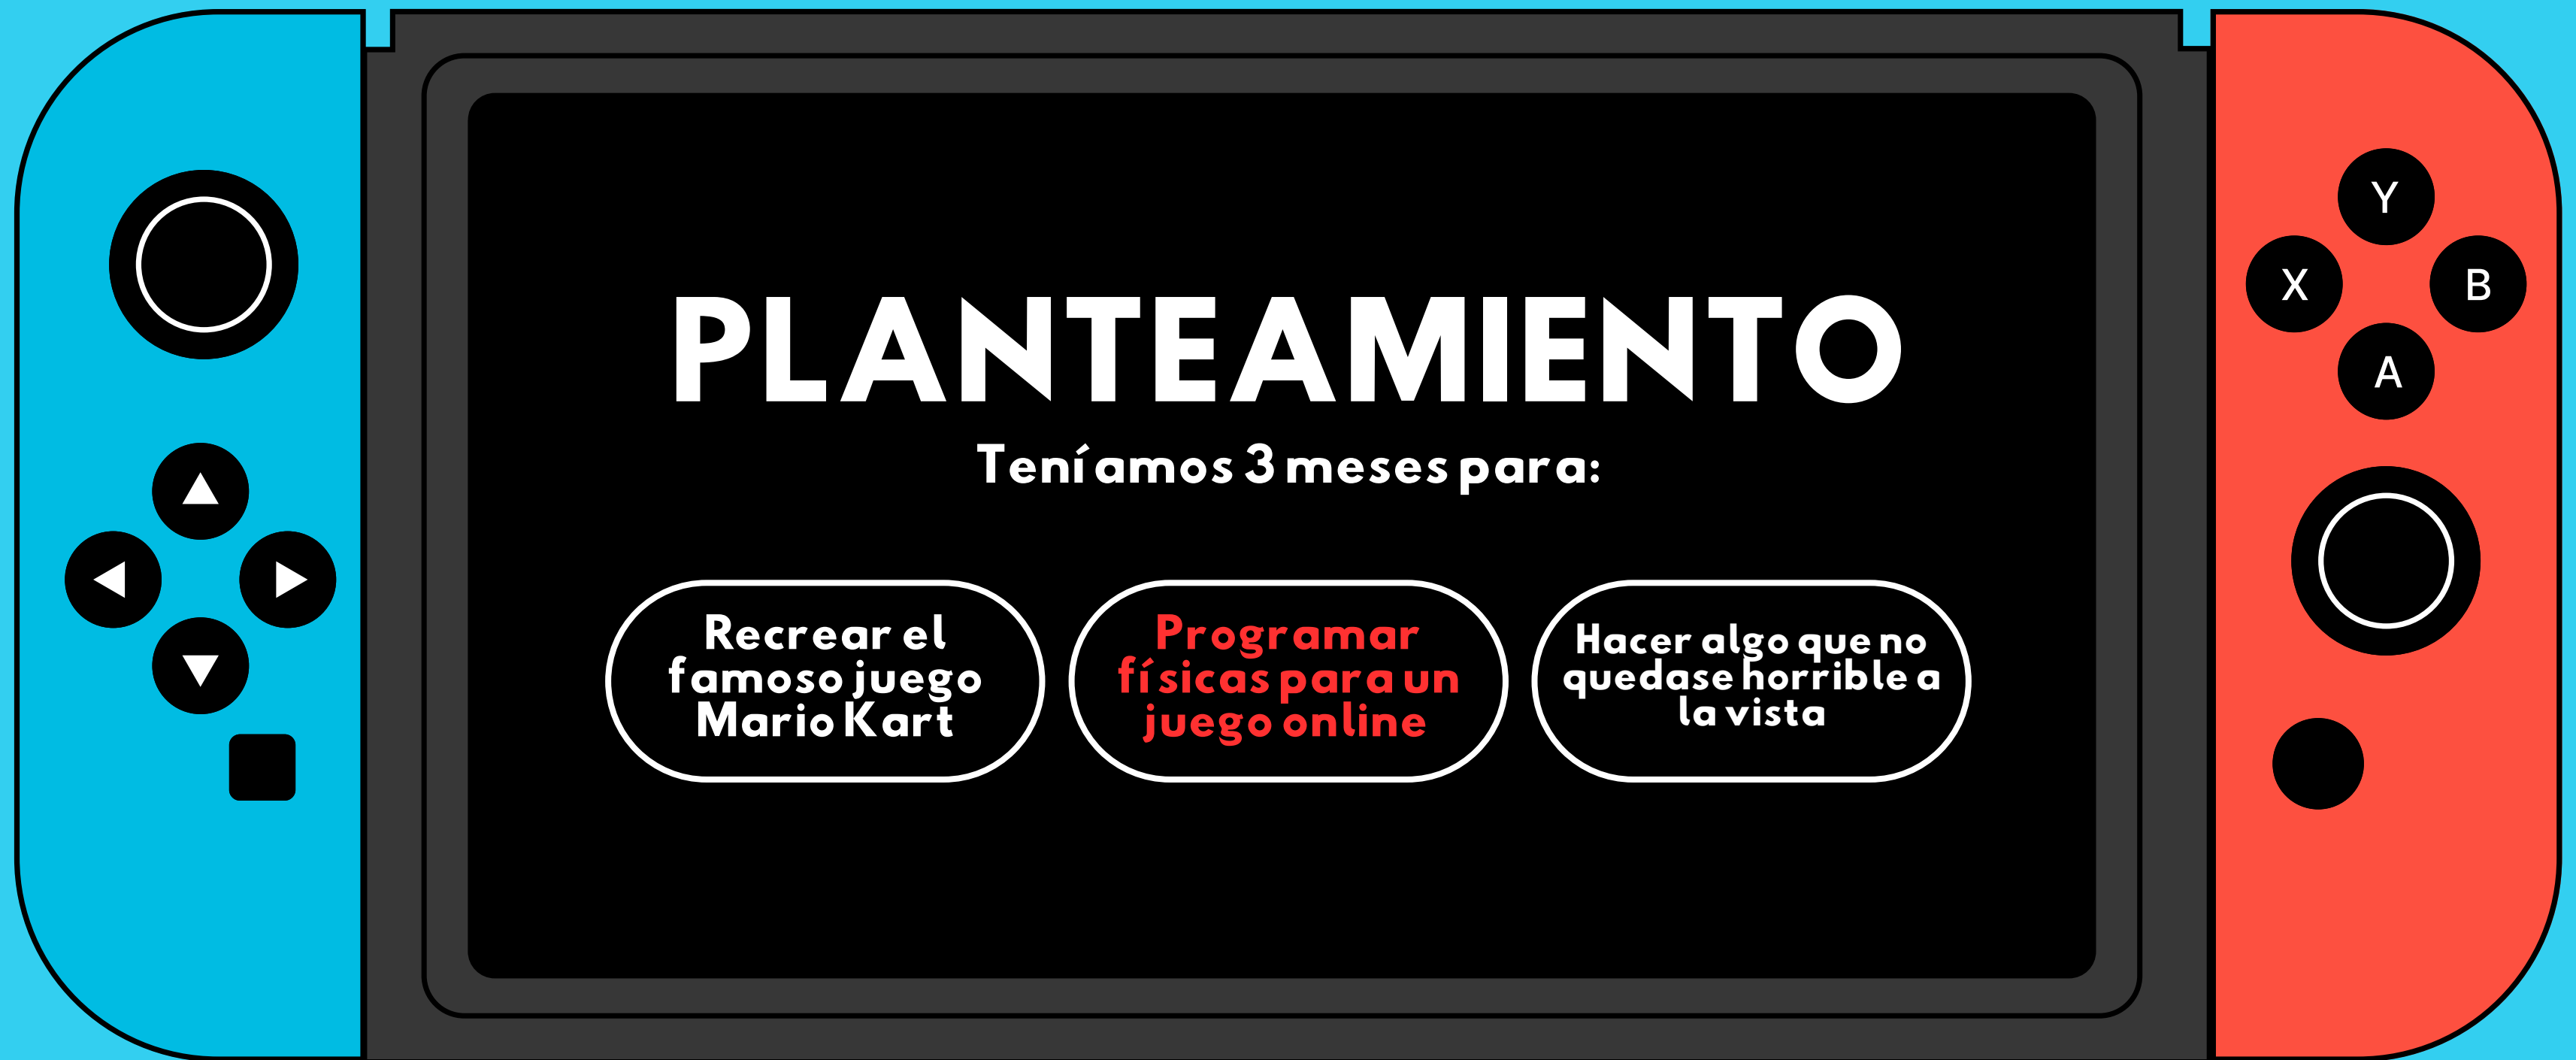 PLANTEAMIENTO
Teníamos 3 meses para:
Recrear el
famoso juego
Mario Kart
Programar
físicas para un
juego online
Hacer algo que no
quedase horrible a
la vista
Y
X
B
A